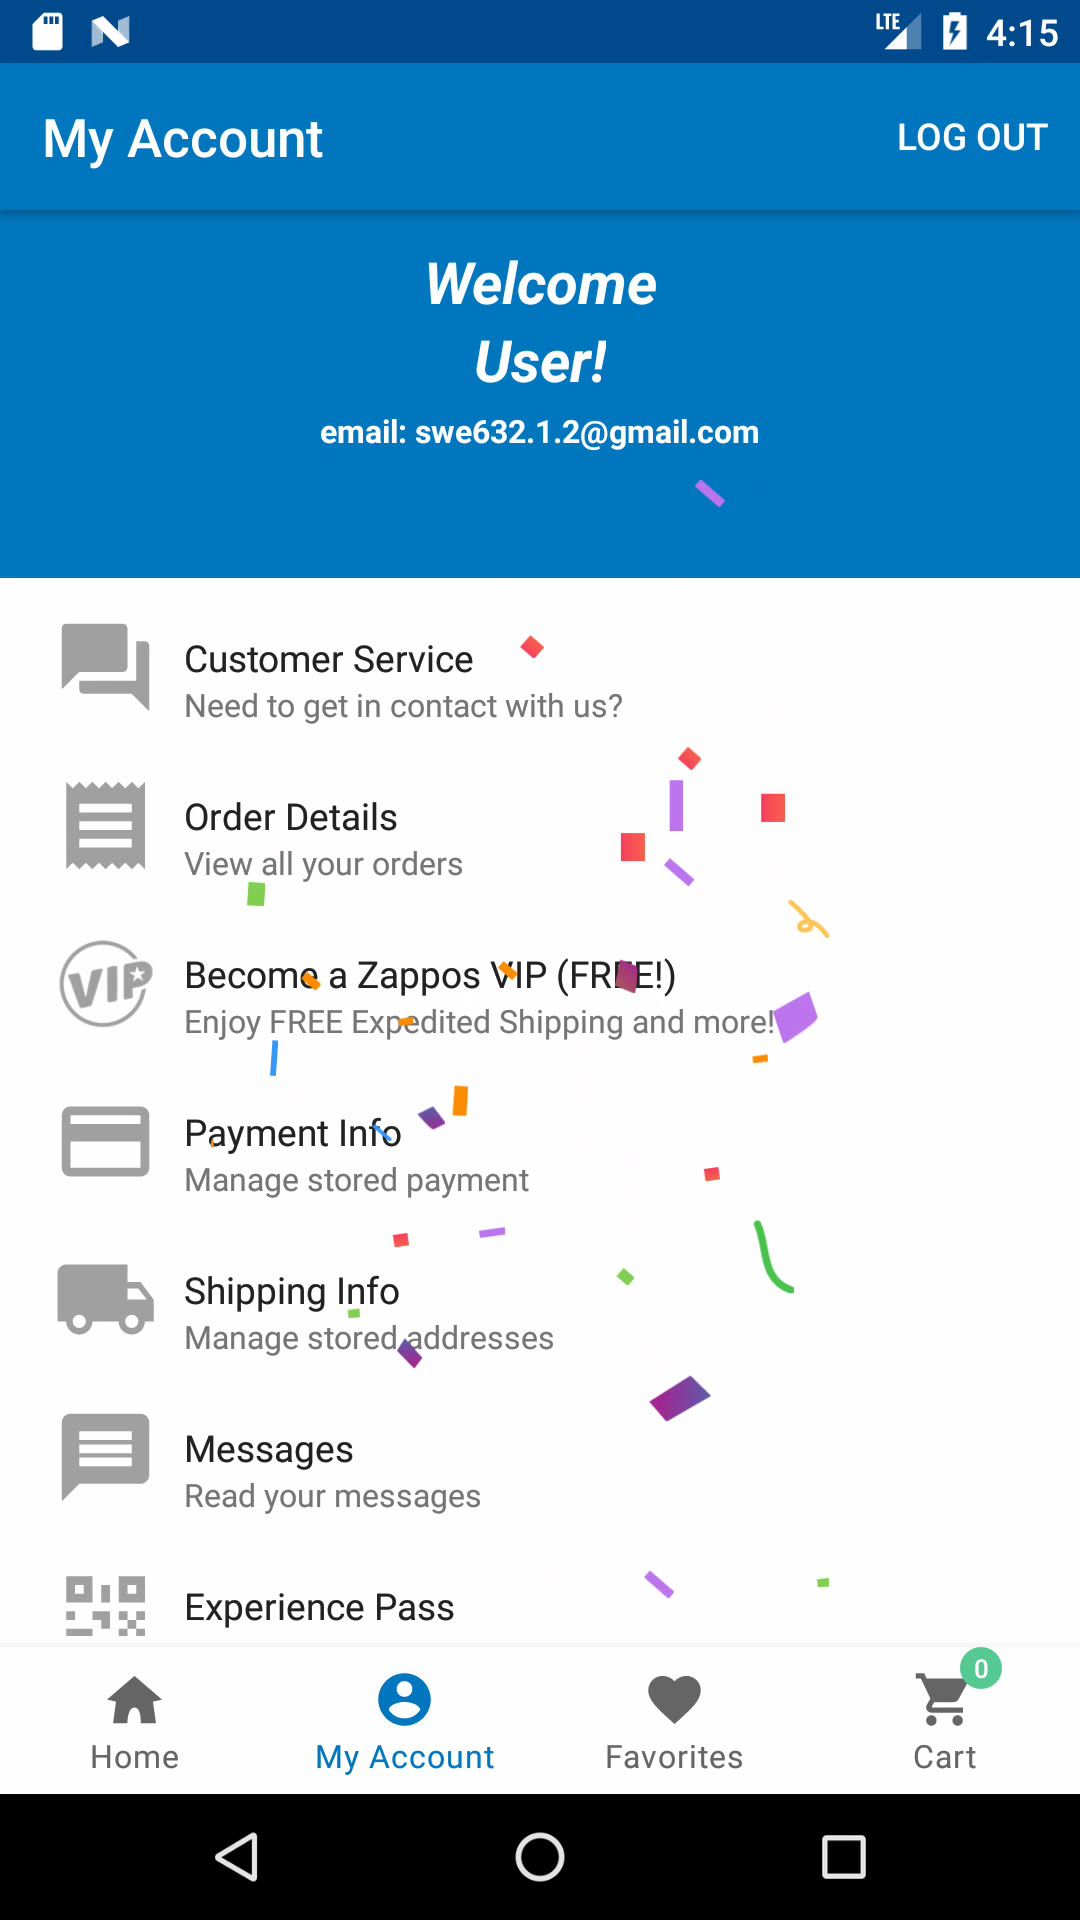 LTE 4:15
My Account LOG OUT
Welcome
User!
email: swe632.1.2@gmail.com
Customer Service
Need to get in contact with us?
Order Details
View all your orders
VIP
Become a Zappos VIP (FREE!)
Enjoy FREE Expedited Shipping and more!
Payment Info
Manage stored payment
Shipping Info
Manage stored addresses
Messages
Read your messages
Experience Pass
0
Home My Account Favorites Cart